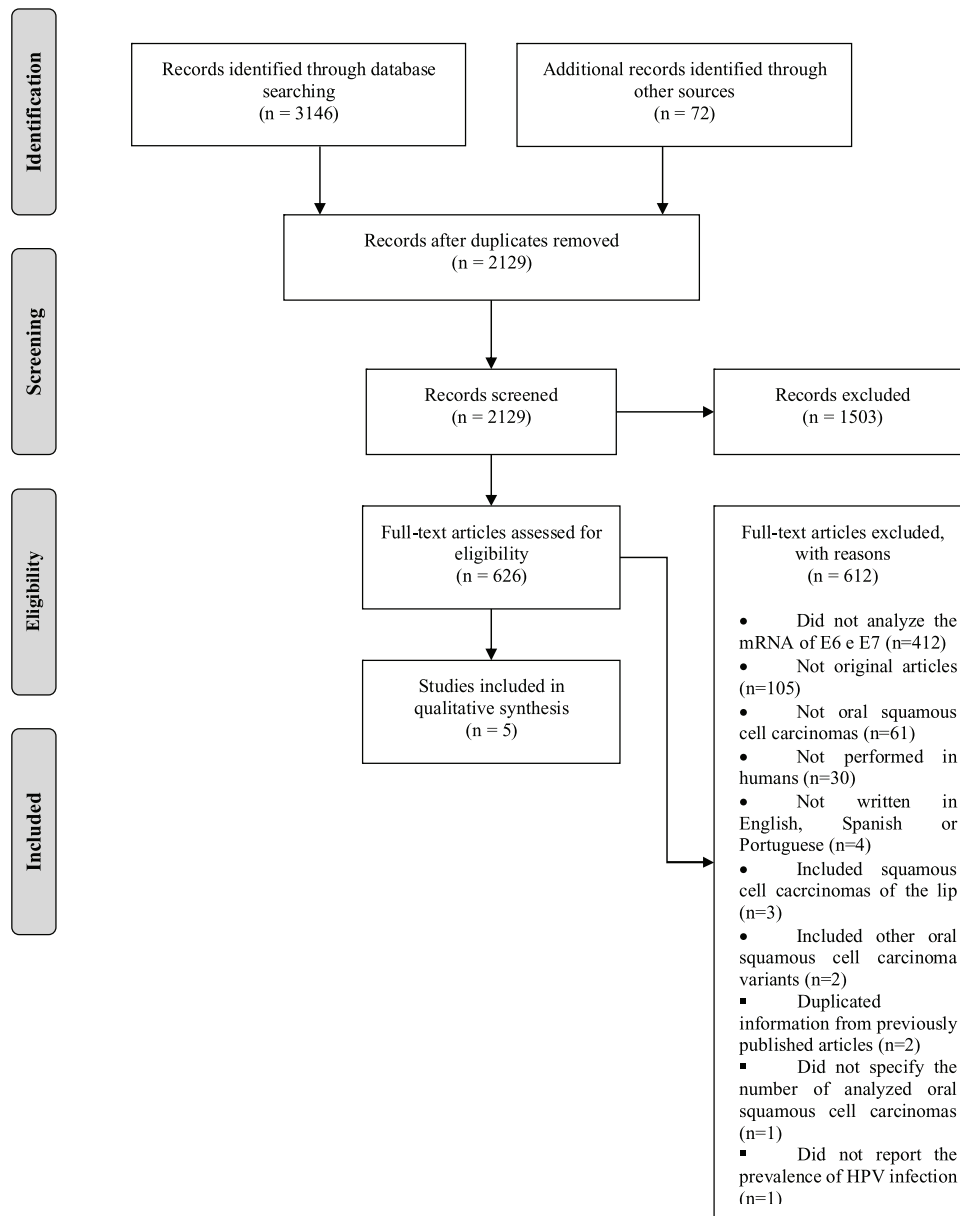 Identification
Records identified through database
searching
(n = 3146)
Additional records identified through
other sources
(n = 72)
Records after duplicates removed
(n = 2129)
Screening
Records screened
(n = 2129)
Records excluded
(n = 1503)
Eligibility
Full-text articles assessed for
eligibility
(n = 626)
Full-text articles excluded,
with reasons
(n = 612)
• Did not analyze the
mRNA of E6 e E7 (n=412)
• Not original articles
(n=105)
• Not oral squamous
cell carcinomas (n=61)
• Not performed in
humans (n=30)
• Not written in
English, Spanish or
Portuguese (n=4)
• Included squamous
cell cacrcinomas of the lip
(n=3)
• Included other oral
squamous cell carcinoma
variants (n=2)
▪ Duplicated
information from previously
published articles (n=2)
▪ Did not specify the
number of analyzed oral
squamous cell carcinomas
(n=1)
▪ Did not report the
prevalence of HPV infection
(n=1)
Studies included in
qualitative synthesis
(n = 5)
Included